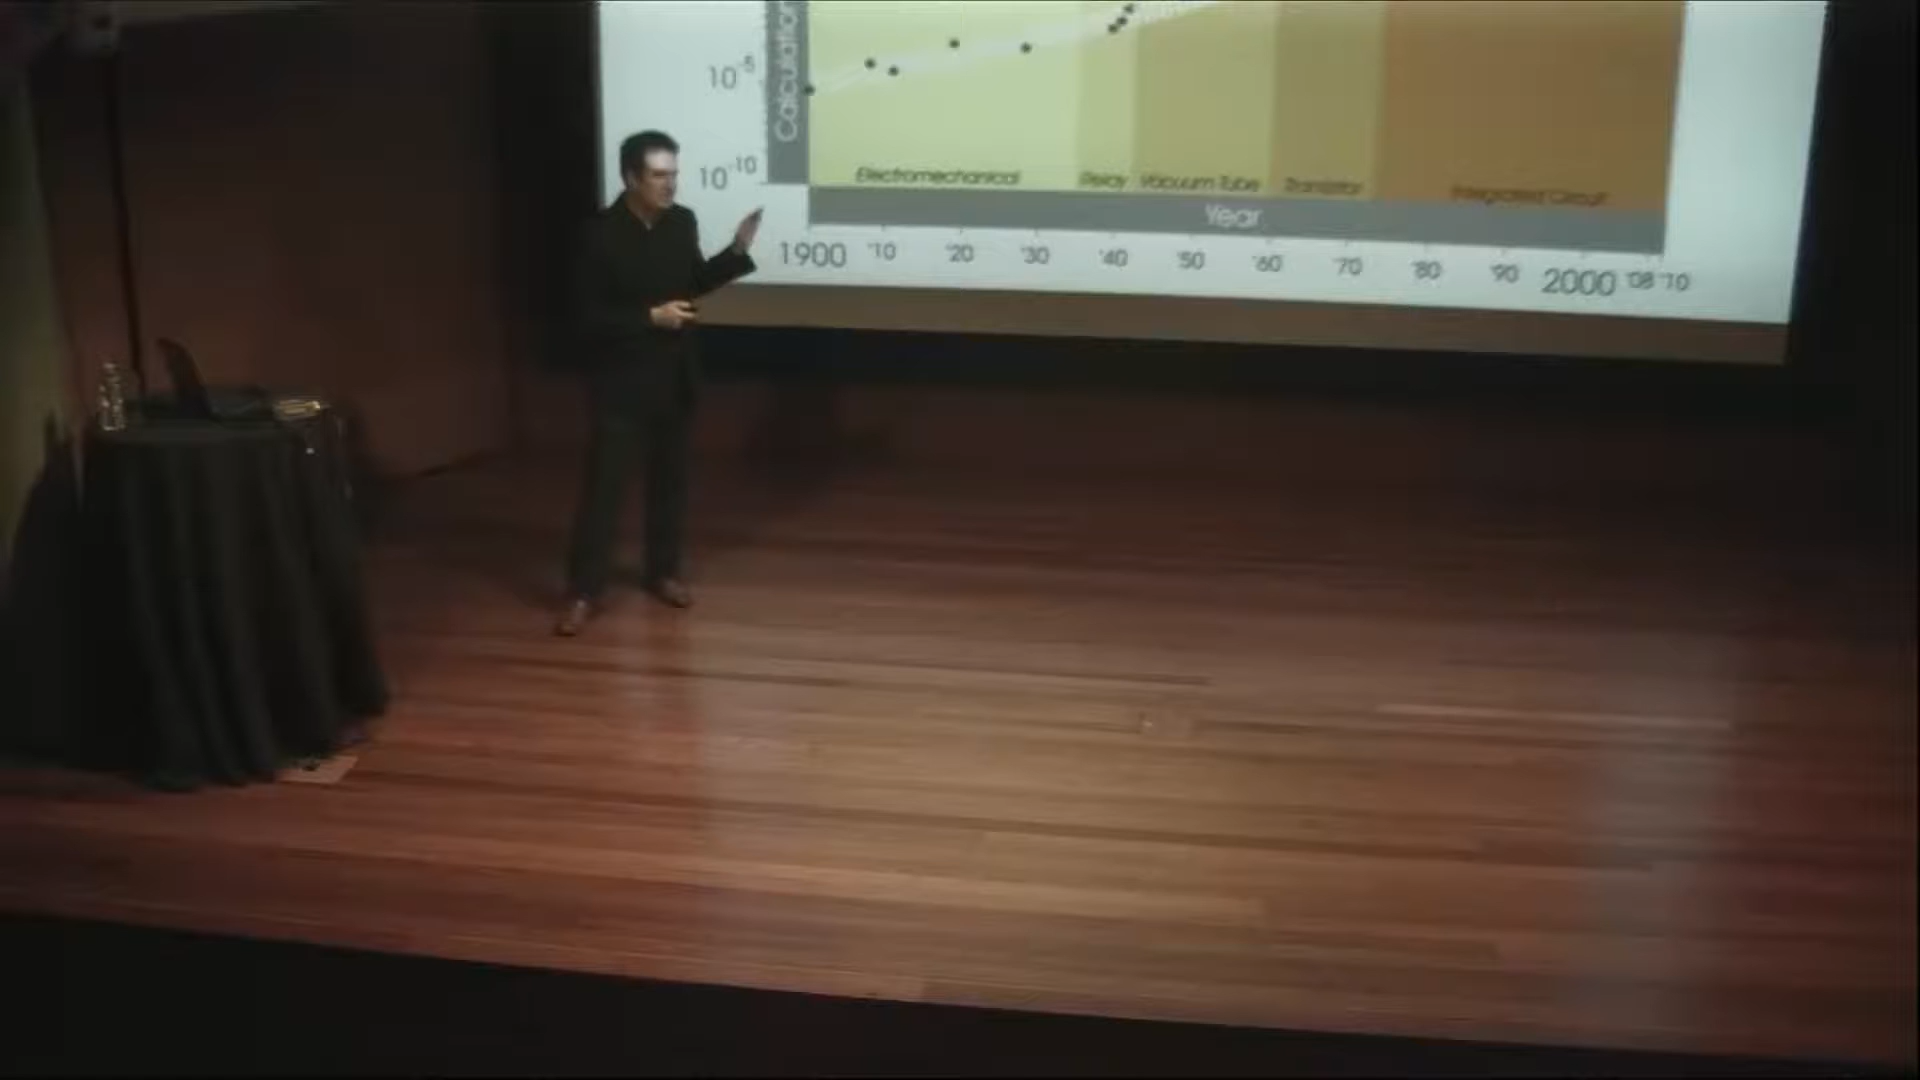 Calculation
10-5
10-10
Electromechanical Relay Vacuum Tube Transistor Integrated Circuit
Year
1900 '10 '20 '30 '40 '50 '60 '70 '80 '90 2000 '08 '10